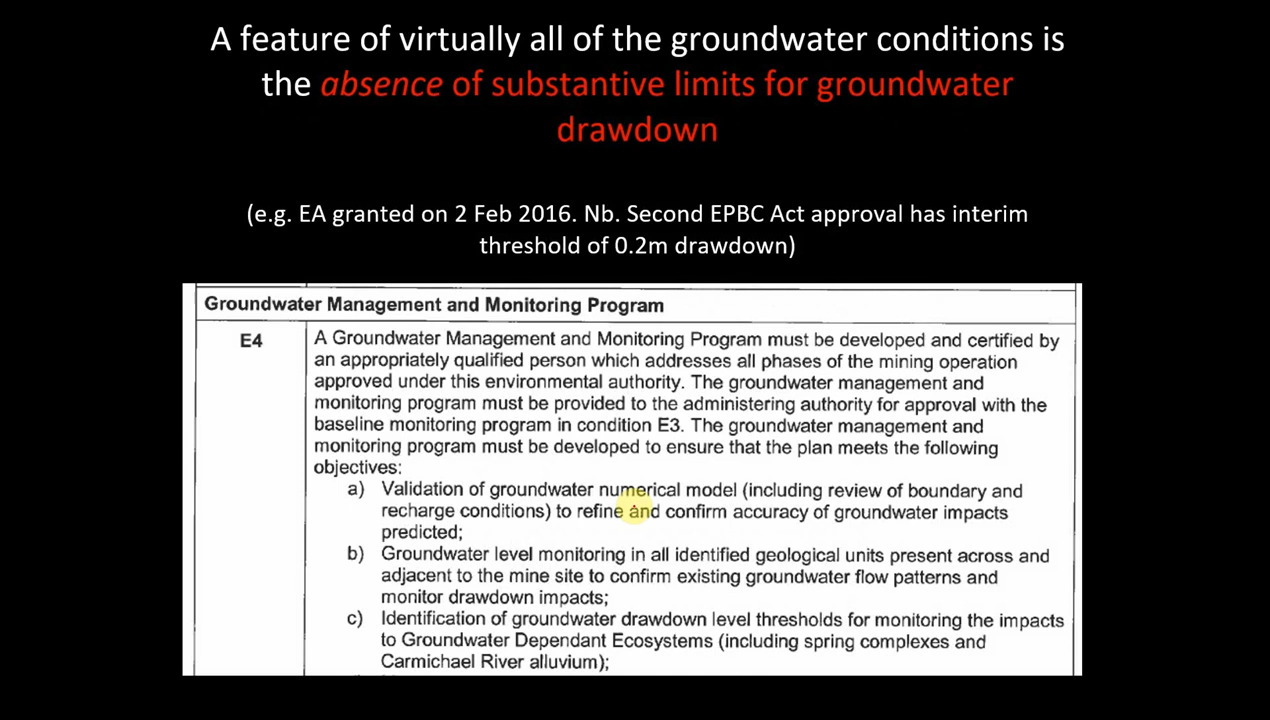 A feature of virtually all of the groundwater conditions is
the absence of substantive limits for groundwater
drawdown
(e.g. EA granted on 2 Feb 2016. Nb. Second EPBC Act approval has interim
threshold of 0.2m drawdown)
Groundwater Management and Monitoring Program
E4 A Groundwater Management and Monitoring Program must be developed and certified by
an appropriately qualified person which addresses all phases of the mining operation
approved under this environmental authority. The groundwater management and
monitoring program must be provided to the administering authority for approval with the
baseline monitoring program in condition E3. The groundwater management and
monitoring program must be developed to ensure that the plan meets the following
objectives:
a) Validation of groundwater numerical model (including review of boundary and
recharge conditions) to refine and confirm accuracy of groundwater impacts
predicted;
b) Groundwater level monitoring in all identified geological units present across and
adjacent to the mine site to confirm existing groundwater flow patterns and
monitor drawdown impacts;
c) Identification of groundwater drawdown level thresholds for monitoring the impacts
to Groundwater Dependant Ecosystems (including spring complexes and
Carmichael River alluvium);